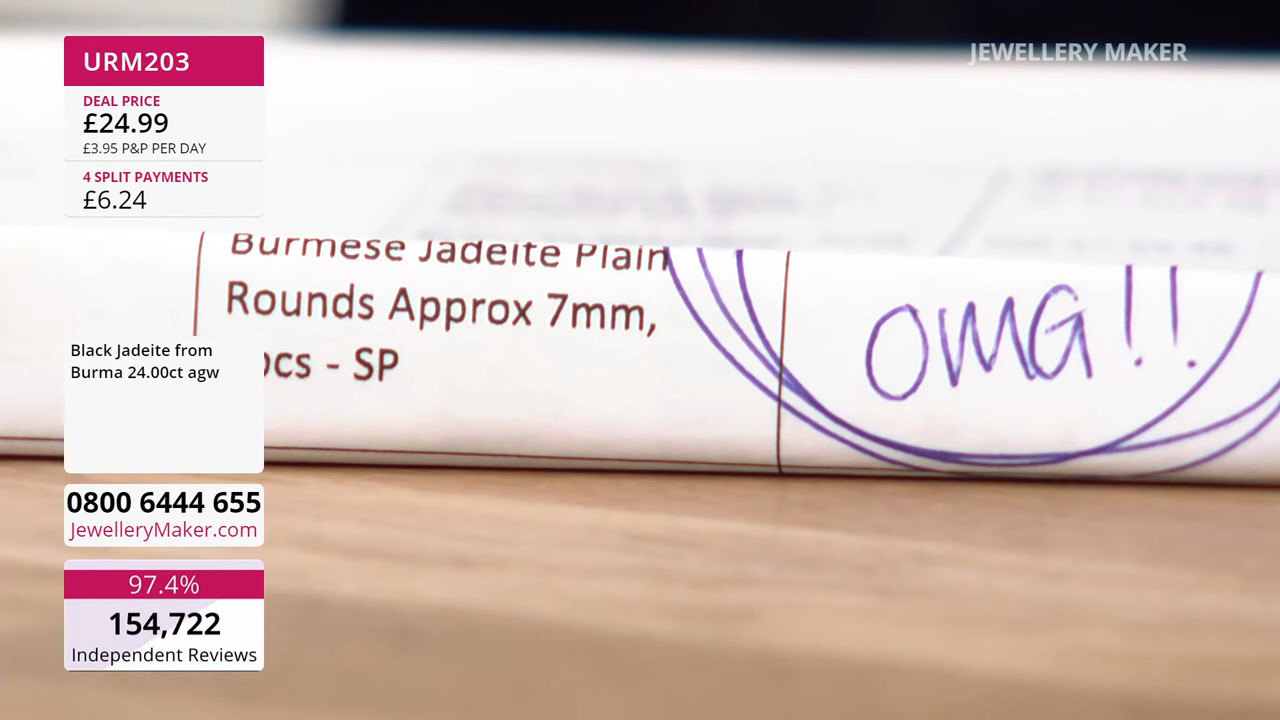 URM203
JEWELLERY MAKER
DEAL PRICE
£24.99
£3.95 P&P PER DAY
4 SPLIT PAYMENTS
£6.24
Burmese Jadeite Plain
Rounds Approx 7mm,
pcs - SP
OMG!!
Black Jadeite from
Burma 24.00ct agw
0800 6444 655
JewelleryMaker.com
97.4%
154,722
Independent Reviews